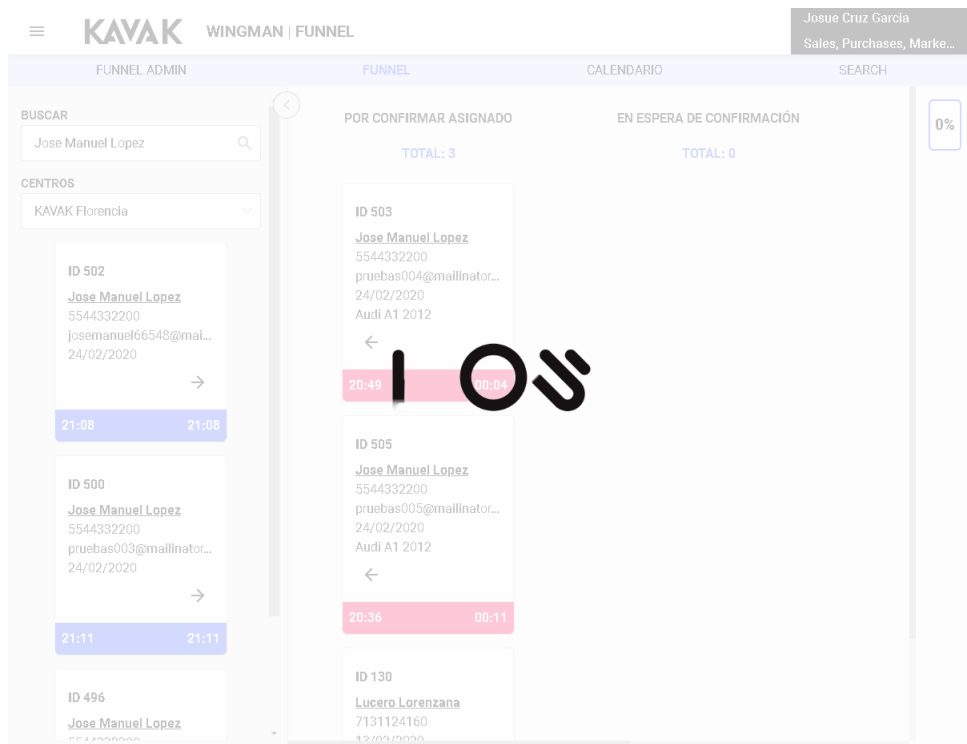 KAVAK WINGMAN | FUNNEL
Josue Cruz Garcia
Sales, Purchases, Marke...
FUNNEL ADMIN FUNNEL CALENDARIO SEARCH
BUSCAR
Jose Manuel Lopez
CENTROS
KAVAK Florencia
ID 502
Jose Manuel Lopez
5544332200
josemanuel66548@mai...
24/02/2020
21:08 21:08
ID 500
Jose Manuel Lopez
5544332200
pruebas003@mailinator...
24/02/2020
21:11 21:11
ID 496
Jose Manuel Lopez
POR CONFIRMAR ASIGNADO
TOTAL: 3
ID 503
Jose Manuel Lopez
5544332200
pruebas004@mailinator...
24/02/2020
Audi A1 2012
20:49 00:04
ID 505
Jose Manuel Lopez
5544332200
pruebas005@mailinator...
24/02/2020
Audi A1 2012
20:36 00:11
ID 130
Lucero Lorenzana
7131124160
13/02/2020
EN ESPERA DE CONFIRMACIÓN
TOTAL: 0
0%